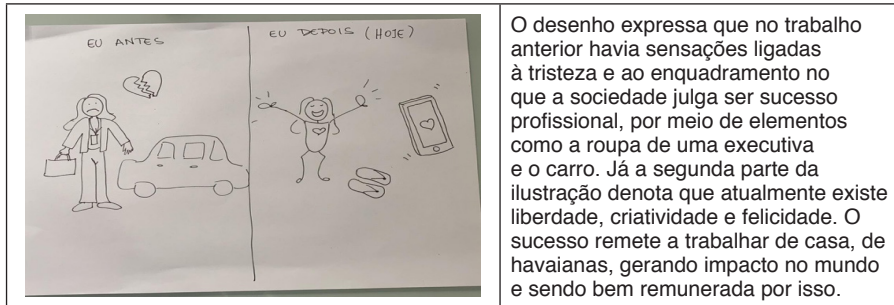 EU ANTES
EU DEPOIS (HOJE)
O desenho expressa que no trabalho
anterior havia sensações ligadas
à tristeza e ao enquadramento no
que a sociedade julga ser sucesso
profissional, por meio de elementos
como a roupa de uma executiva
e o carro. Já a segunda parte da
ilustração denota que atualmente existe
liberdade, criatividade e felicidade. O
sucesso remete a trabalhar de casa, de
havaianas, gerando impacto no mundo
e sendo bem remunerada por isso.